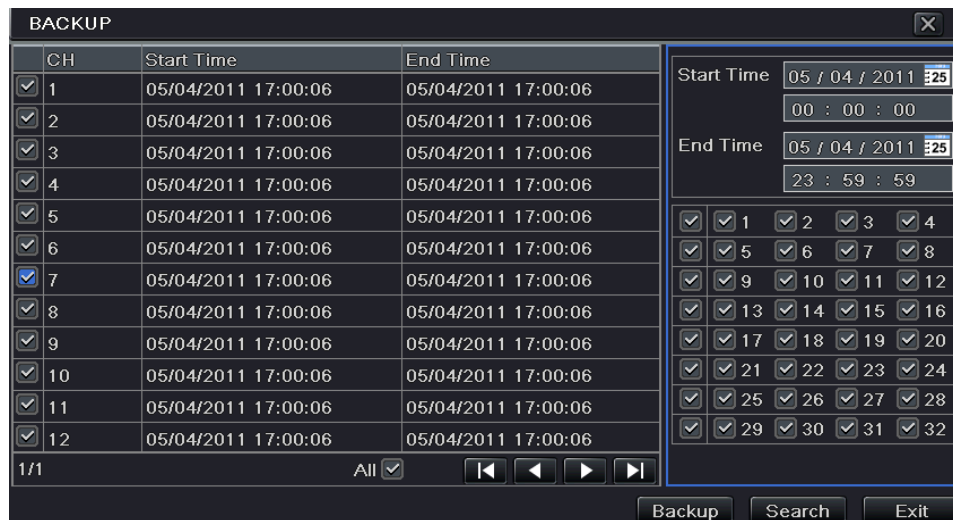 BACKUP
CH Start Time End Time
1 05/04/2011 17:00:06 05/04/2011 17:00:06
2 05/04/2011 17:00:06 05/04/2011 17:00:06
3 05/04/2011 17:00:06 05/04/2011 17:00:06
4 05/04/2011 17:00:06 05/04/2011 17:00:06
5 05/04/2011 17:00:06 05/04/2011 17:00:06
6 05/04/2011 17:00:06 05/04/2011 17:00:06
7 05/04/2011 17:00:06 05/04/2011 17:00:06
8 05/04/2011 17:00:06 05/04/2011 17:00:06
9 05/04/2011 17:00:06 05/04/2011 17:00:06
10 05/04/2011 17:00:06 05/04/2011 17:00:06
11 05/04/2011 17:00:06 05/04/2011 17:00:06
12 05/04/2011 17:00:06 05/04/2011 17:00:06
1/1 All
Start Time 05 / 04 / 2011 25
00 : 00 : 00
End Time 05 / 04 / 2011 25
23 : 59 : 59
1 2 3 4
5 6 7 8
9 10 11 12
13 14 15 16
17 18 19 20
21 22 23 24
25 26 27 28
29 30 31 32
Backup Search Exit